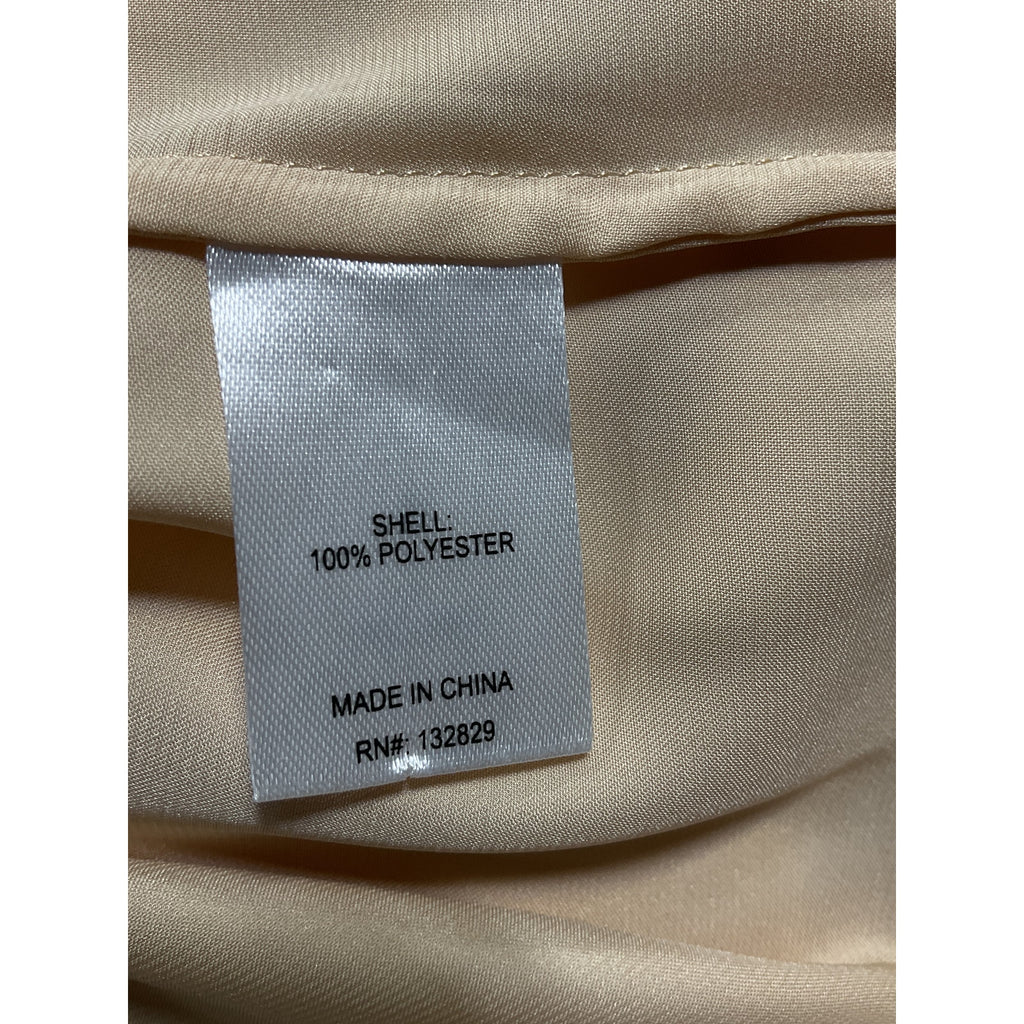 SHELL:
100% POLYESTER
MADE IN CHINA
RN#: 132829